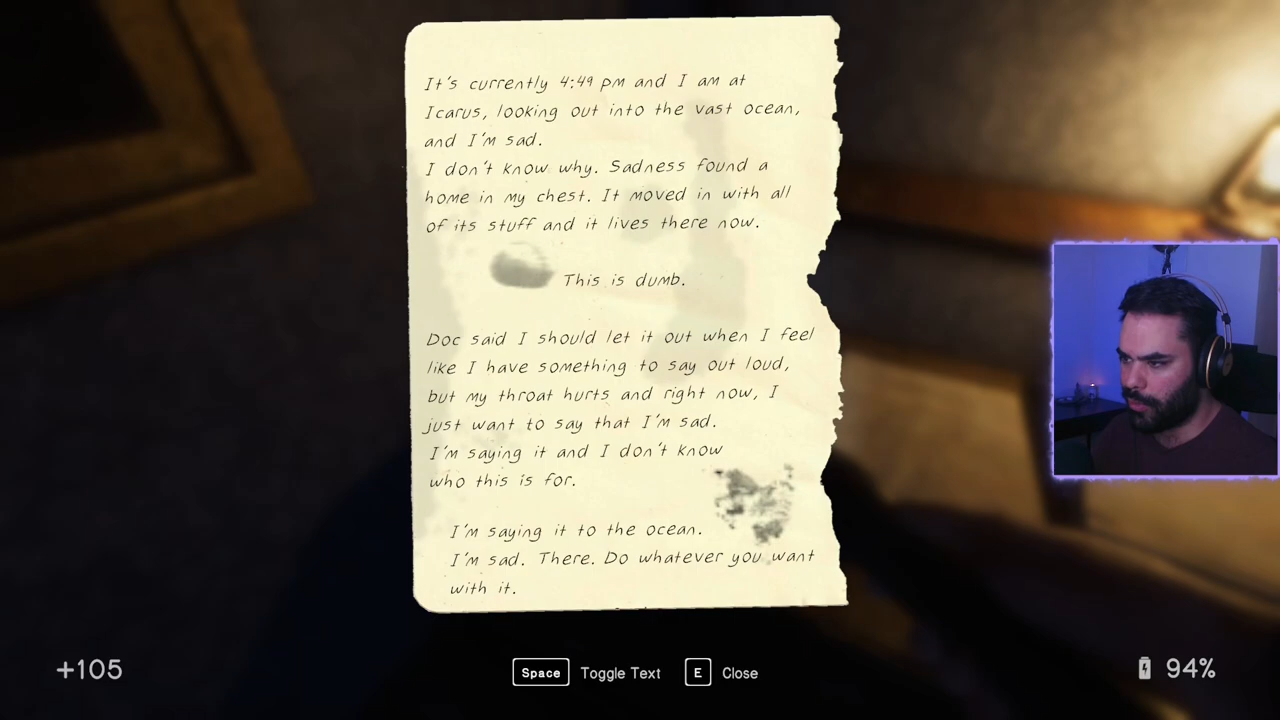 It's currently 4:49 pm and I am at
Icarus, looking out into the vast ocean,
and I'm sad.
I don't know why. Sadness found a
home in my chest. It moved in with all
of its stuff and it lives there now.
This is dumb.
Doc said I should let it out when I feel
like I have something to say out loud,
but my throat hurts and right now, I
just want to say that I'm sad.
I'm saying it and I don't know
who this is for.
I'm saying it to the ocean.
I'm sad. There. Do whatever you want
with it.
+105
Space Toggle Text E Close
94%